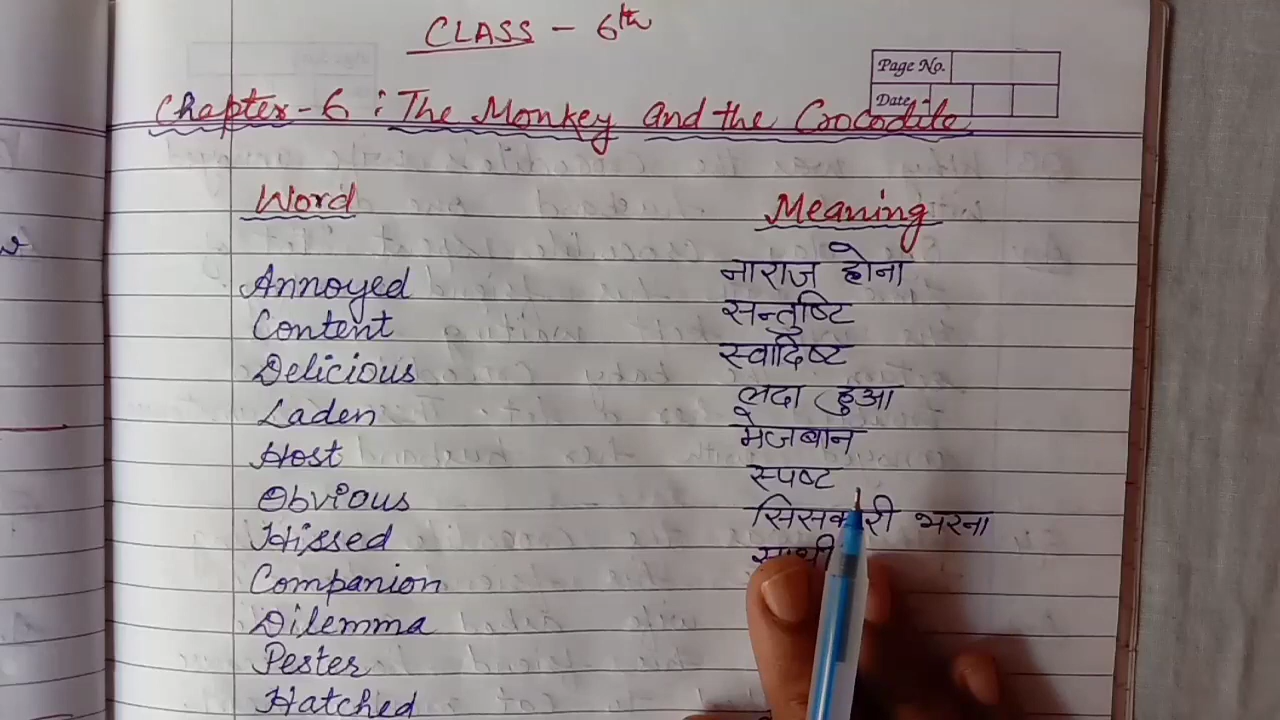 CLASS - 6th
Page No.
Date
Chapter-6 : The Monkey and the Crocodile
Word Meaning
Annoyed नाराज होना
Content सन्तुष्टि
Delicious स्वादिष्ट
Laden लदा हुआ
Host मेजबान
Obvious स्पष्ट
Hissed सिसकारी भरना
Companion साथी
Dilemma
Pester
Hatched